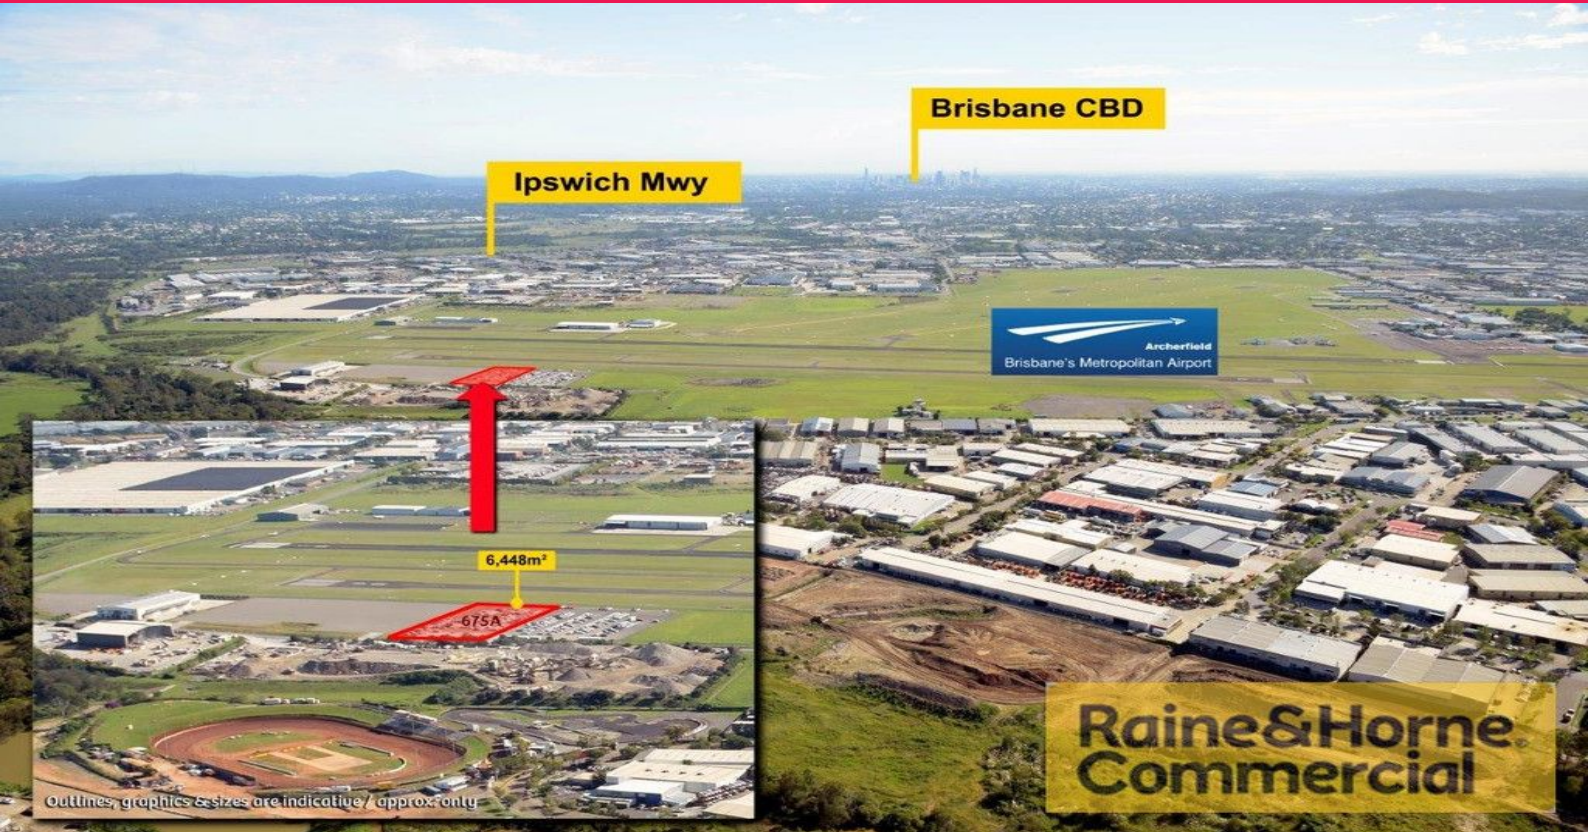 Brisbane CBD
Ipswich Mwy
Archerfield
Brisbane's Metropolitan Airport
6,448m²
675A
Outlines, graphics & sizes are indicative / approx. only
Raine&Horne.
Commercial